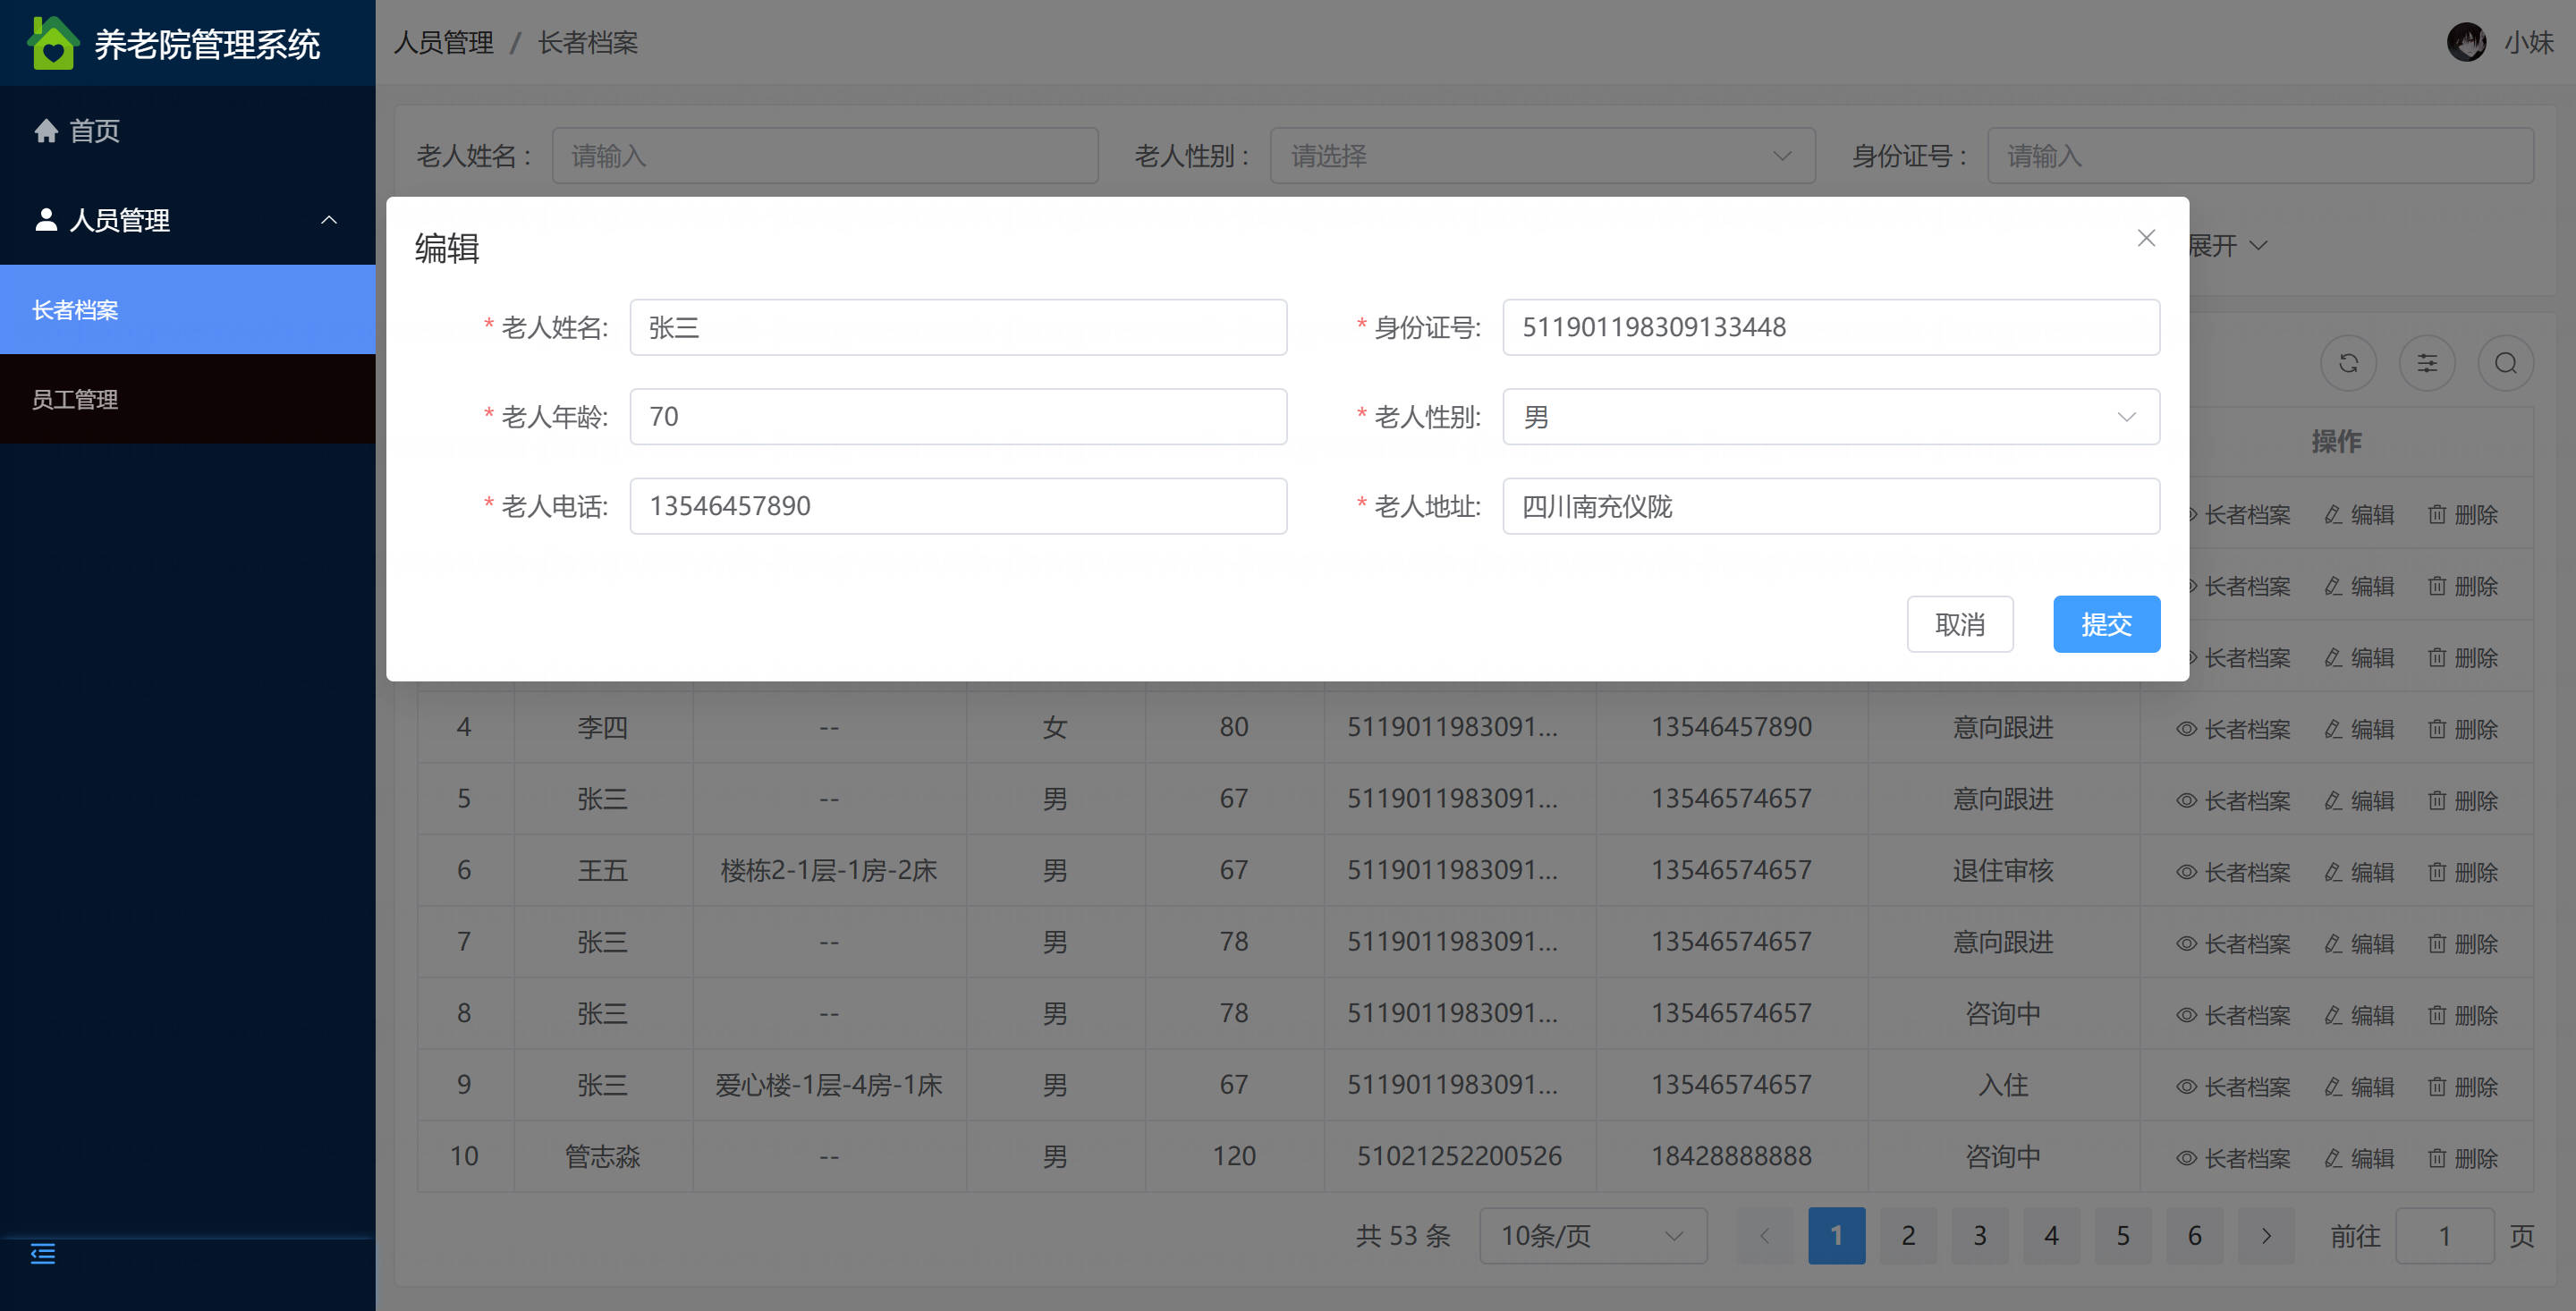 养老院管理系统
人员管理 / 长者档案
小妹
首页
人员管理
长者档案
员工管理
老人姓名： 请输入 老人性别： 请选择 身份证号： 请输入
展开
编辑
* 老人姓名: 张三 * 身份证号: 511901198309133448
* 老人年龄: 70 * 老人性别: 男
* 老人电话: 13546457890 * 老人地址: 四川南充仪陇
取消 提交
操作
长者档案 编辑 删除
长者档案 编辑 删除
长者档案 编辑 删除
4 李四 -- 女 80 5119011983091... 13546457890 意向跟进 长者档案 编辑 删除
5 张三 -- 男 67 5119011983091... 13546574657 意向跟进 长者档案 编辑 删除
6 王五 楼栋2-1层-1房-2床 男 67 5119011983091... 13546574657 退住审核 长者档案 编辑 删除
7 张三 -- 男 78 5119011983091... 13546574657 意向跟进 长者档案 编辑 删除
8 张三 -- 男 78 5119011983091... 13546574657 咨询中 长者档案 编辑 删除
9 张三 爱心楼-1层-4房-1床 男 67 5119011983091... 13546574657 入住 长者档案 编辑 删除
10 管志淼 -- 男 120 51021252200526 18428888888 咨询中 长者档案 编辑 删除
共 53 条 10条/页 1 2 3 4 5 6 前往 1 页